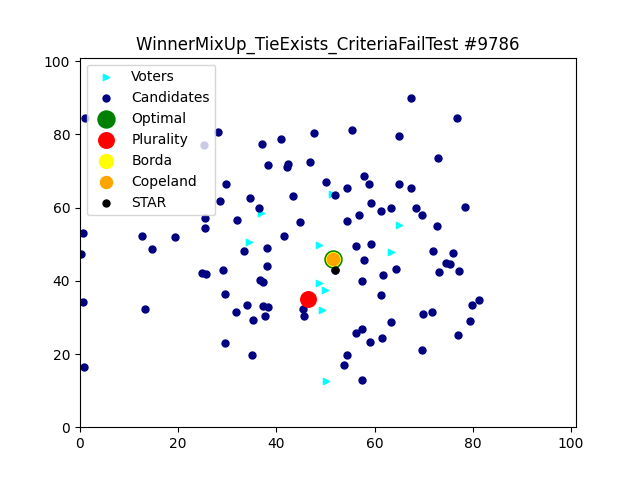 WinnerMixUp_TieExists_CriteriaFailTest #9786
100
80
60
40
20
0
Voters
Candidates
Optimal
Plurality
Borda
Copeland
STAR
0 20 40 60 80 100